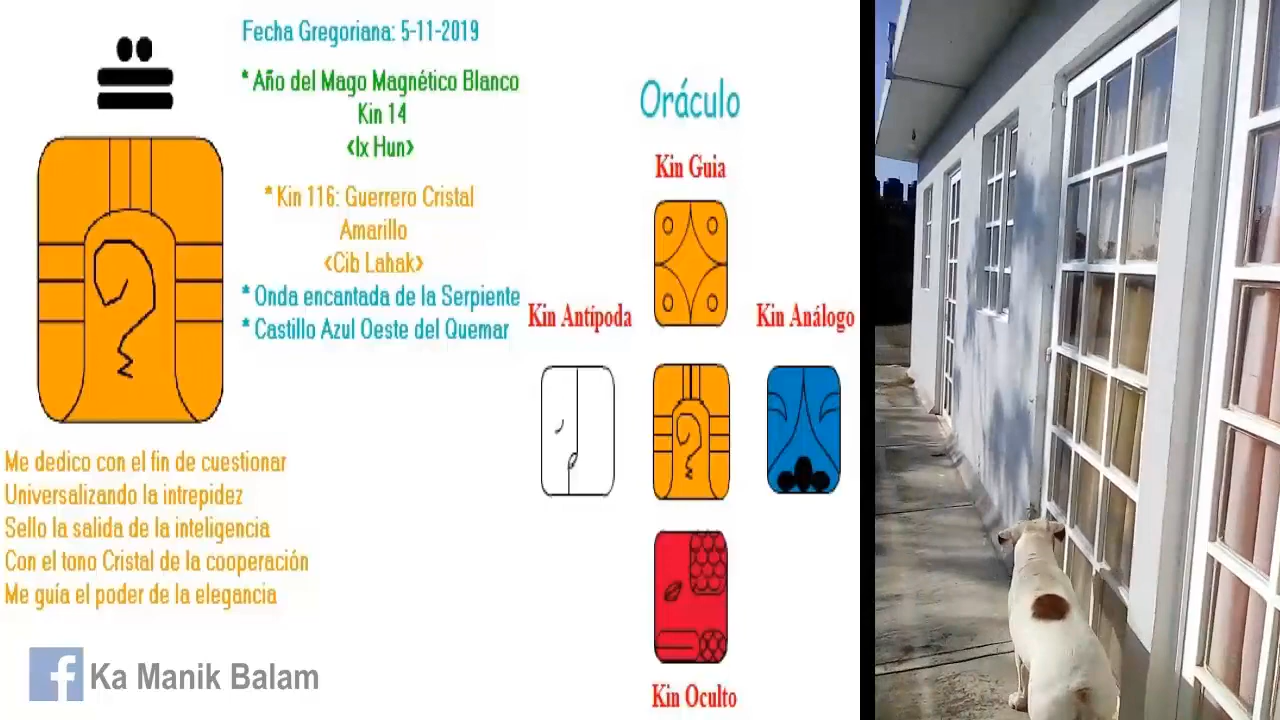 Fecha Gregoriana: 5-11-2019
* Año del Mago Magnético Blanco
Kin 14
<Ix Hun>
* Kin 116: Guerrero Cristal
Amarillo
<Cib Lahak>
* Onda encantada de la Serpiente
* Castillo Azul Oeste del Quemar
Me dedico con el fin de cuestionar
Universalizando la intrepidez
Sello la salida de la inteligencia
Con el tono Cristal de la cooperación
Me guía el poder de la elegancia
f Ka Manik Balam
Oráculo
Kin Guia
Kin Antipoda
Kin Análogo
Kin Oculto